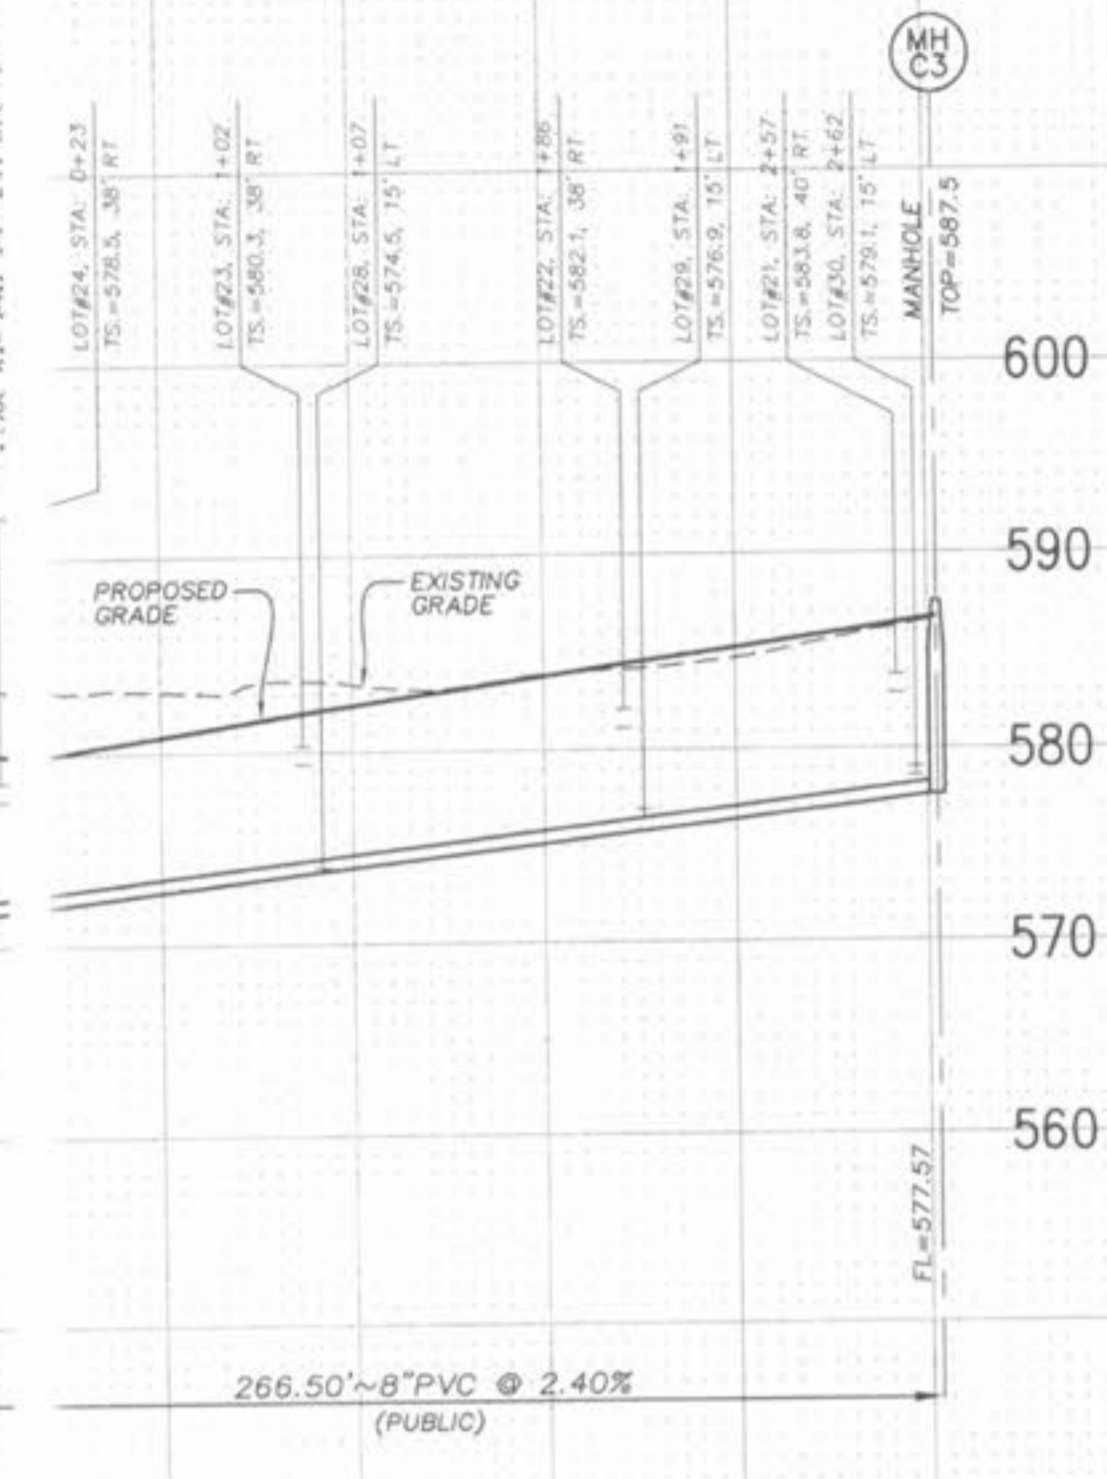 MH
C3
LOT#24, STA: 0+23
TS.=578.5, 38' RT
LOT#23, STA: 1+02
TS.=580.3, 38' RT
LOT#28, STA: 1+07
TS.=574.5, 15' LT
LOT#22, STA: 1+86
TS.=582.1, 38' RT
LOT#29, STA: 1+91
TS.=576.9, 15' LT
LOT#21, STA: 2+57
TS.=583.8, 40' RT.
LOT#30, STA: 2+62
TS.=579.1, 15' LT
MANHOLE
TOP=587.5
600
590
PROPOSED
GRADE
EXISTING
GRADE
580
570
560
FL=577.57
266.50'~8"PVC @ 2.40%
(PUBLIC)